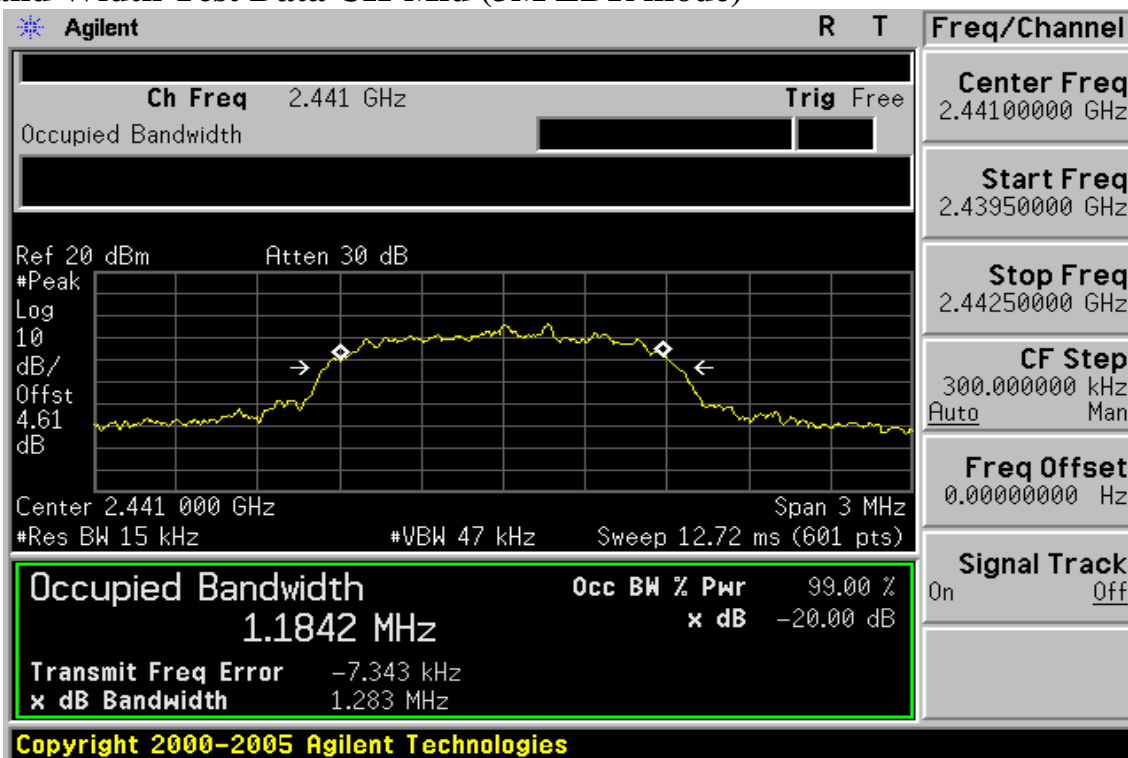 Agilent R T Freq/Channel
Ch Freq 2.441 GHz Trig Free
Occupied Bandwidth
Center Freq
2.44100000 GHz
Start Freq
2.43950000 GHz
Stop Freq
2.44250000 GHz
CF Step
300.000000 kHz
Auto Man
Freq Offset
0.00000000 Hz
Signal Track
On Off
Ref 20 dBm Atten 30 dB
#Peak
Log
10
dB/
Offst
4.61
dB
Center 2.441 000 GHz Span 3 MHz
#Res BW 15 kHz #VBW 47 kHz Sweep 12.72 ms (601 pts)
Occupied Bandwidth Occ BW % Pwr 99.00 %
1.1842 MHz x dB -20.00 dB
Transmit Freq Error -7.343 kHz
x dB Bandwidth 1.283 MHz
Copyright 2000-2005 Agilent Technologies